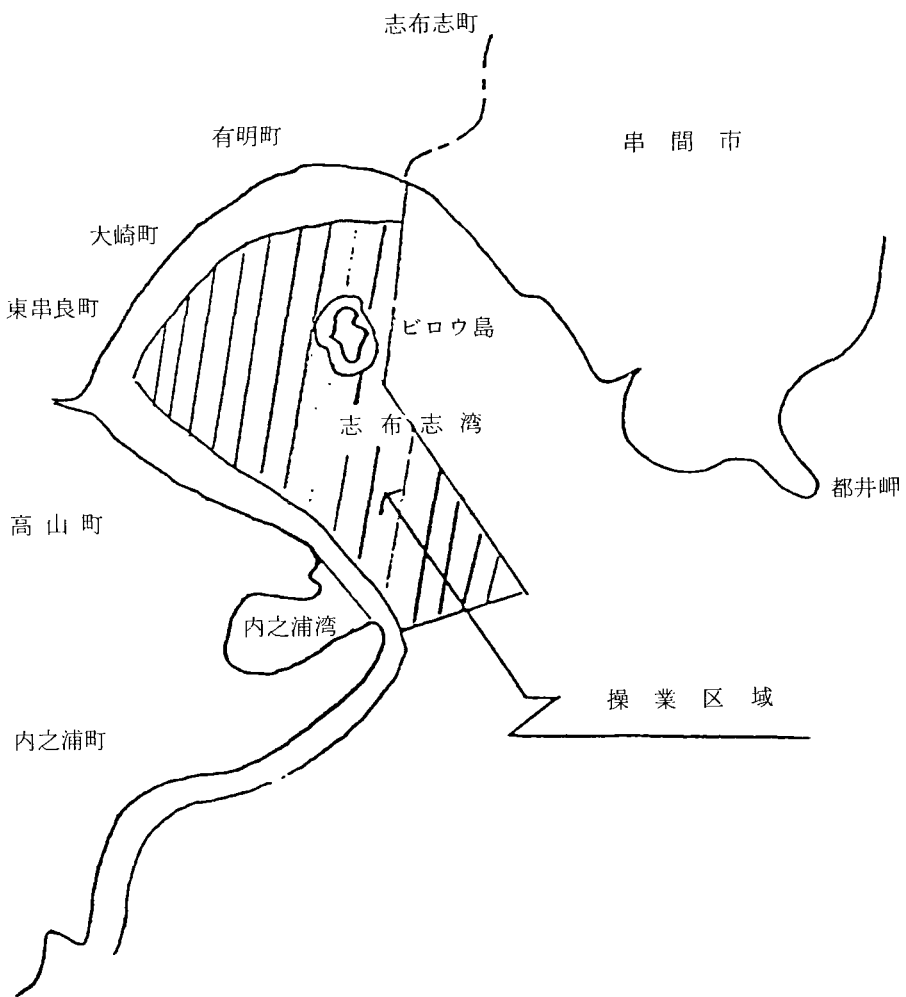 志布志町
有明町
串間市
大崎町
東串良町
ビロウ島
志布志湾
都井岬
高山町
内之浦湾
操業区域
内之浦町